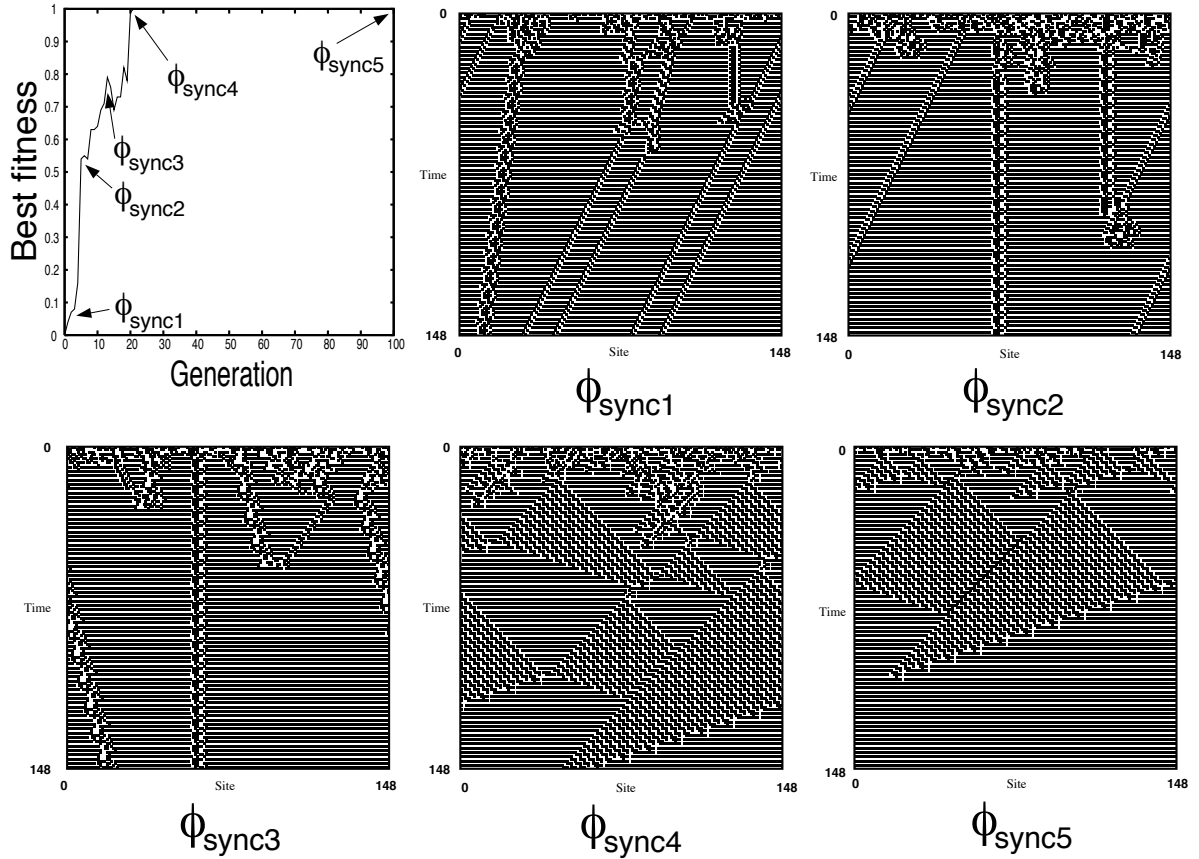 Best fitness
1
0.9
0.8
0.7
0.6
0.5
0.4
0.3
0.2
0.1
0
0 10 20 30 40 50 60 70 80 90 100
Generation
ϕsync5
ϕsync4
ϕsync3
ϕsync2
ϕsync1
0
Time
148
0 Site 148
ϕsync1
0
Time
148
0 Site 148
ϕsync2
0
Time
148
0 Site 148
ϕsync3
0
Time
148
0 Site 148
ϕsync4
0
Time
148
0 Site 148
ϕsync5